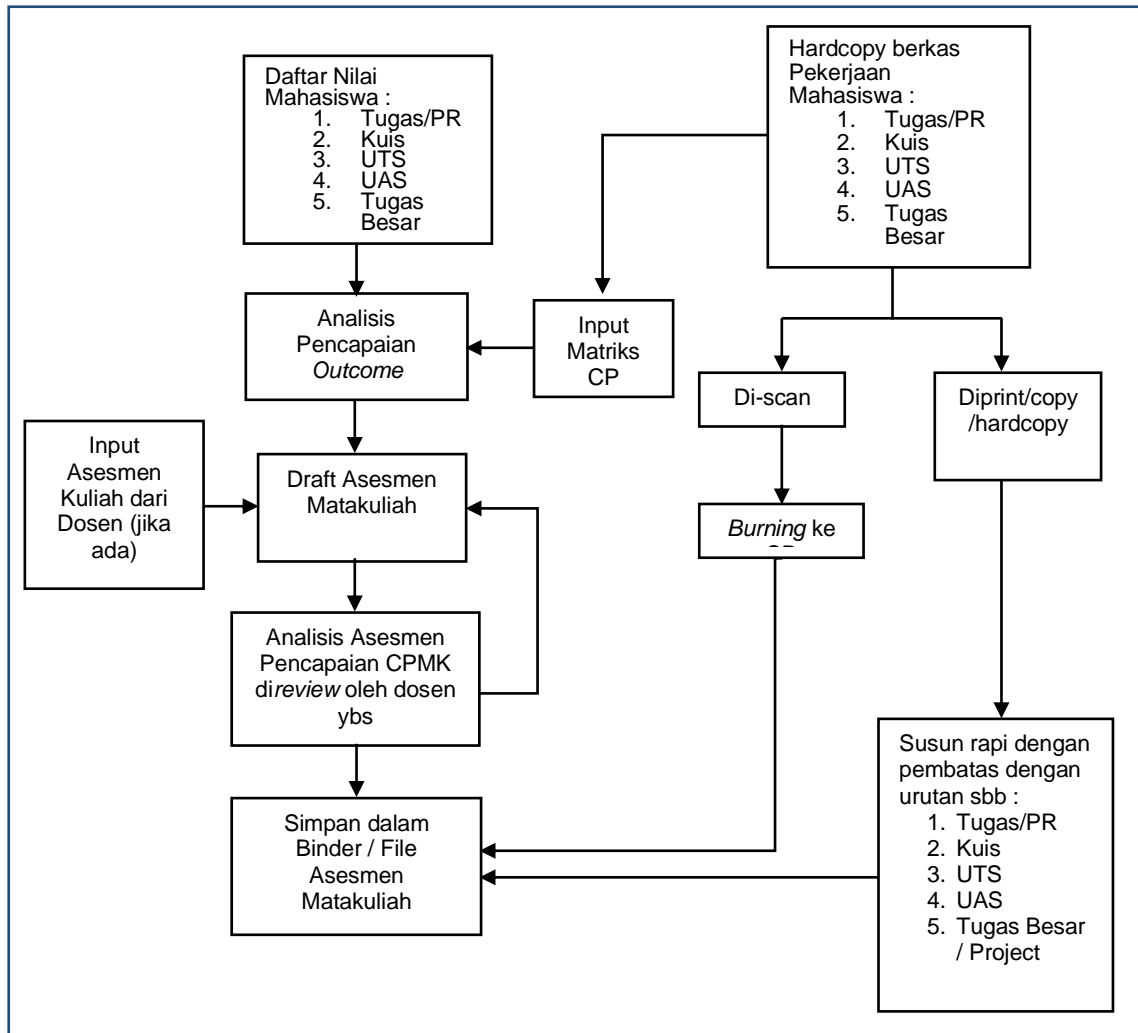 Daftar Nilai
Mahasiswa :
1. Tugas/PR
2. Kuis
3. UTS
4. UAS
5. Tugas
Besar
Hardcopy berkas
Pekerjaan
Mahasiswa :
1. Tugas/PR
2. Kuis
3. UTS
4. UAS
5. Tugas
Besar
Analisis
Pencapaian
Outcome
Input
Matriks
CP
Di-scan
Diprint/copy
/hardcopy
Input
Asesmen
Kuliah dari
Dosen (jika
ada)
Draft Asesmen
Matakuliah
Burning ke
Analisis Asesmen
Pencapaian CPMK
direview oleh dosen
ybs
Simpan dalam
Binder / File
Asesmen
Matakuliah
Susun rapi dengan
pembatas dengan
urutan sbb :
1. Tugas/PR
2. Kuis
3. UTS
4. UAS
5. Tugas Besar
/ Project